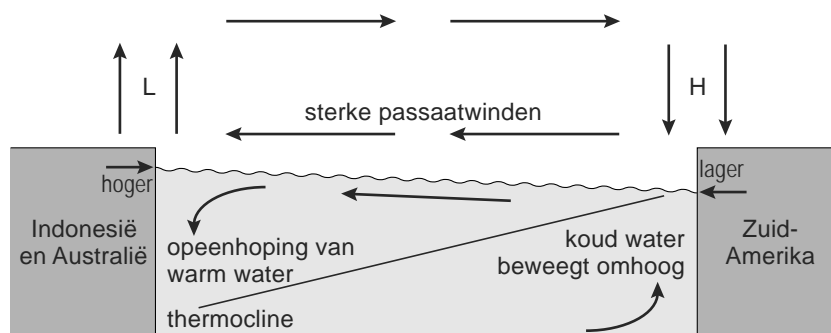 L
H
sterke passaatwinden
hoger
lager
Indonesië
en Australië
opeenhoping van
warm water
koud water
beweegt omhoog
Zuid-
Amerika
thermocline